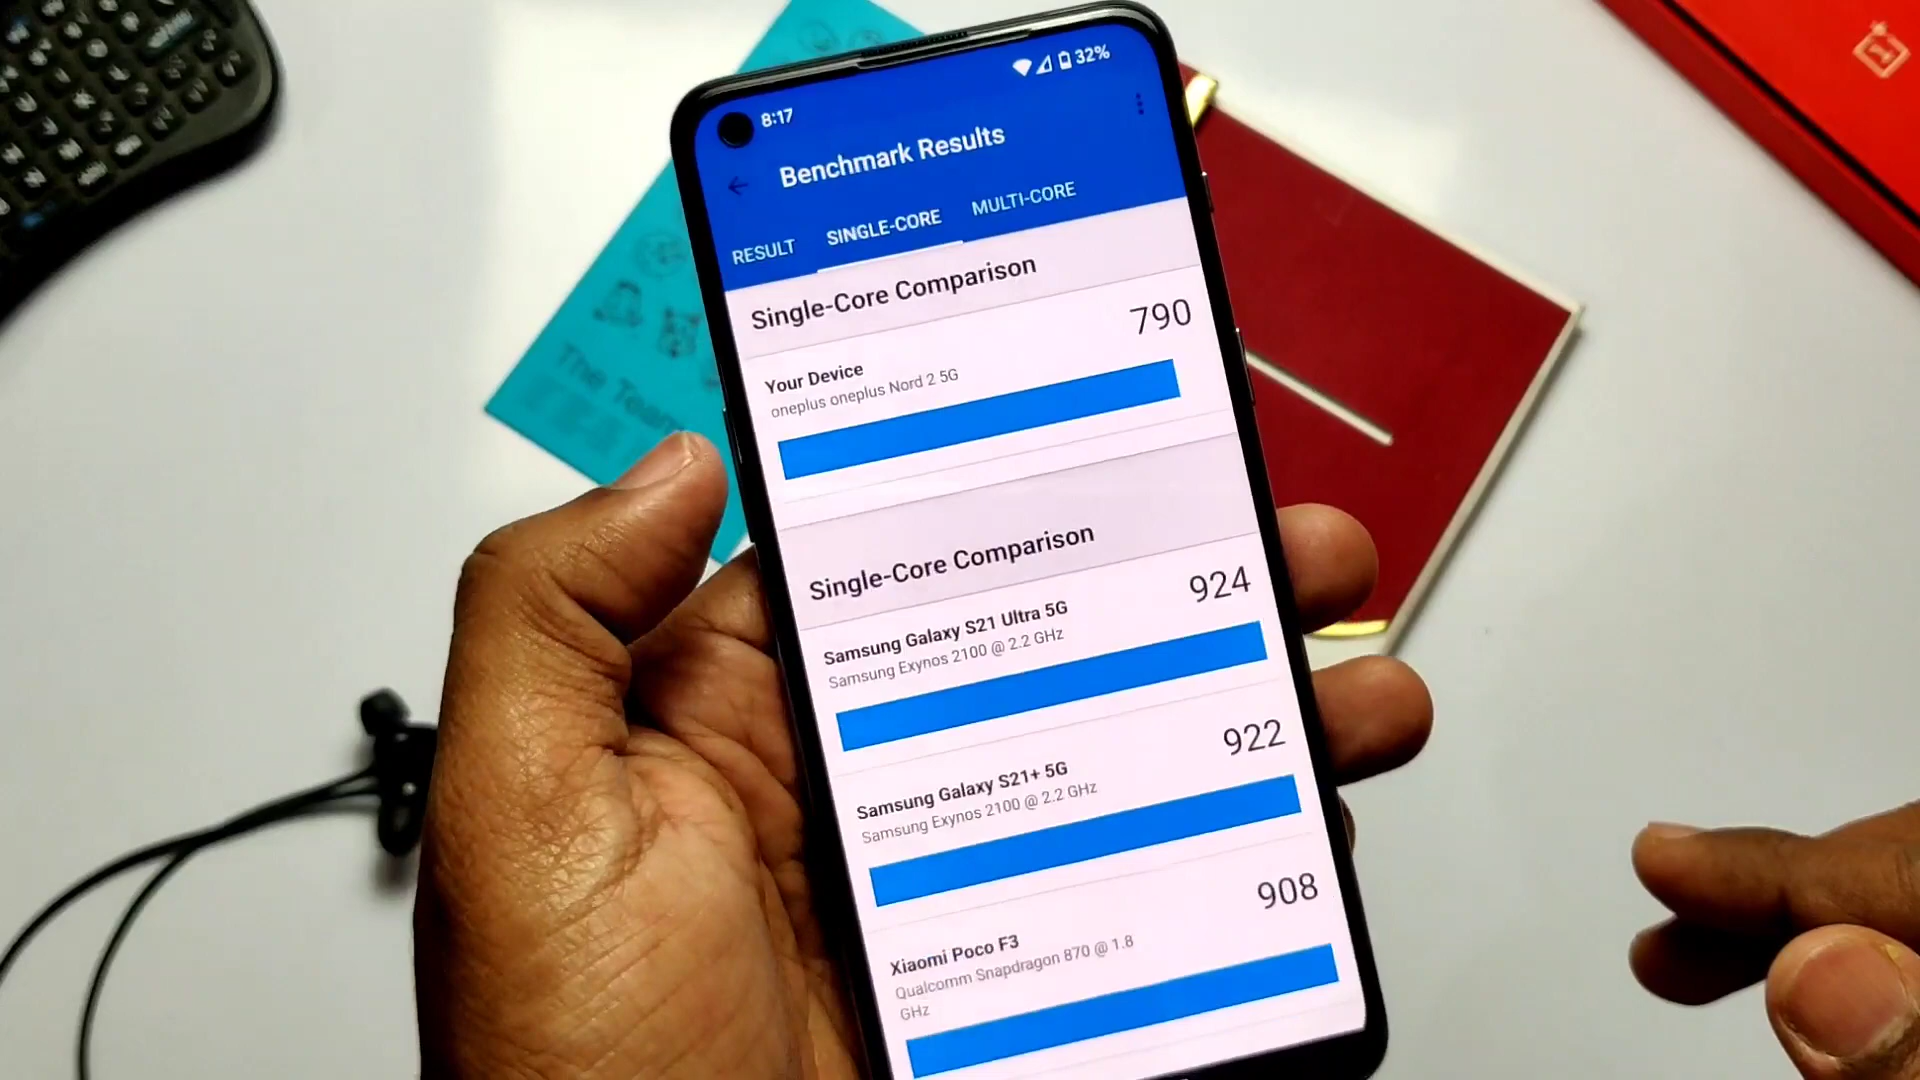 8:17
32%
Benchmark Results
RESULT SINGLE-CORE MULTI-CORE
Single-Core Comparison
790
Your Device
oneplus oneplus Nord 2 5G
Single-Core Comparison
924
Samsung Galaxy S21 Ultra 5G
Samsung Exynos 2100 @ 2.2 GHz
922
Samsung Galaxy S21+ 5G
Samsung Exynos 2100 @ 2.2 GHz
908
Xiaomi Poco F3
Qualcomm Snapdragon 870 @ 1.8
GHz
The Team